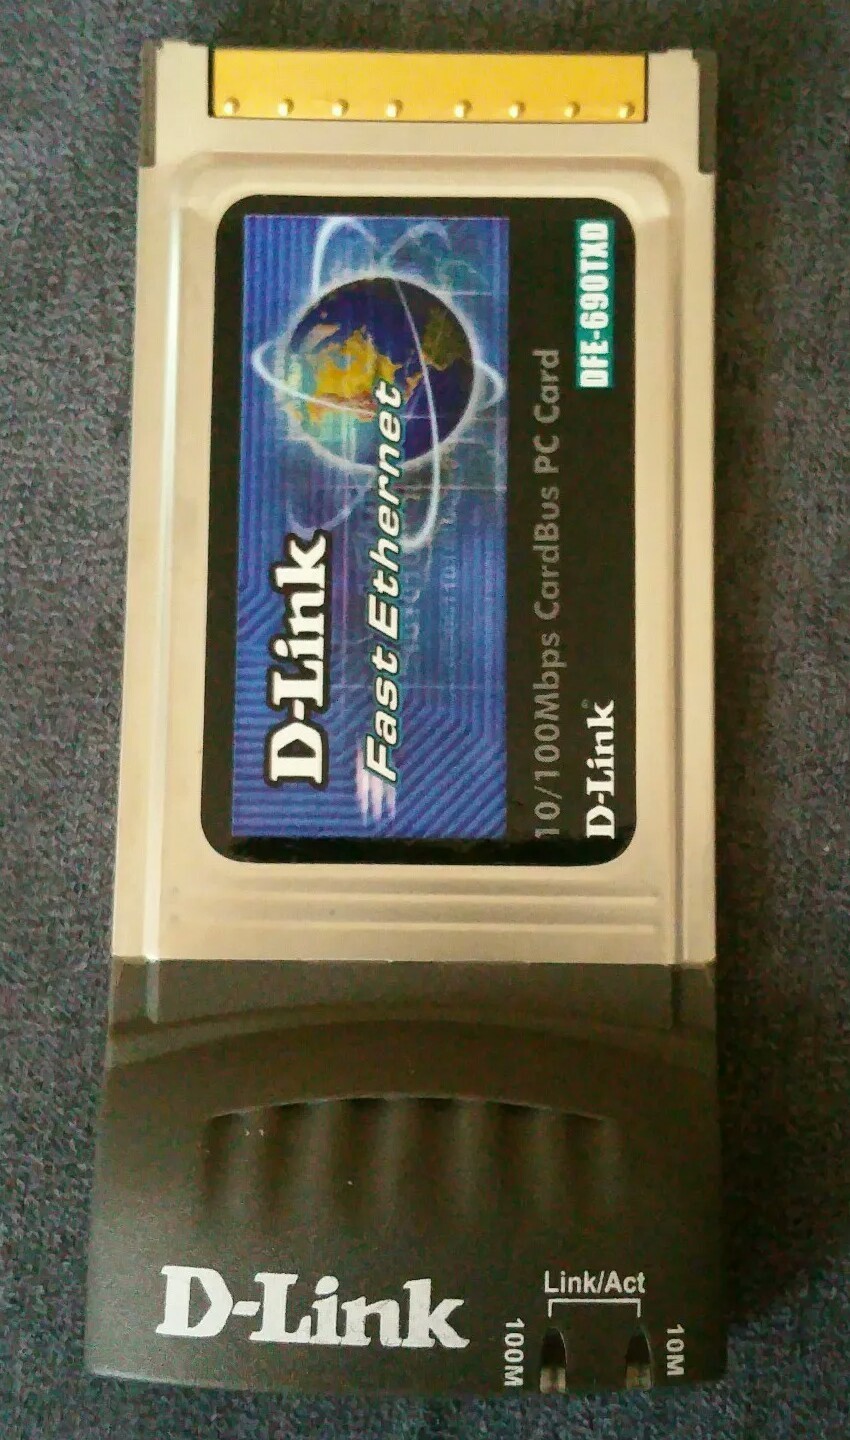 D-Link
Fast Ethernet
10/100Mbps CardBus PC Card
D-Link®
DFE-690TXD
D-Link
Link/Act
100M
10M